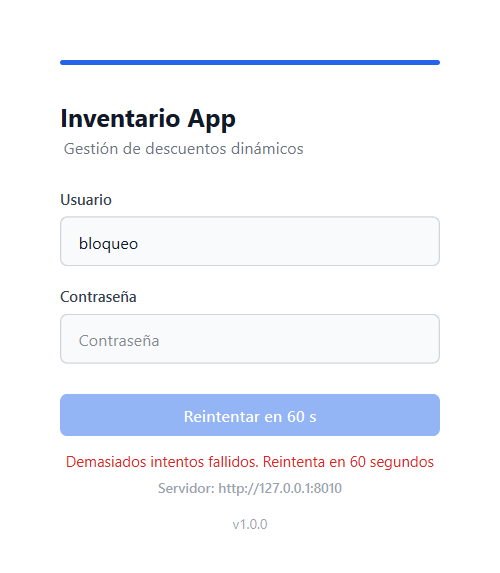 Inventario App
Gestión de descuentos dinámicos
Usuario
bloqueo
Contraseña
Contraseña
Reintentar en 60 s
Demasiados intentos fallidos. Reintenta en 60 segundos
Servidor: http://127.0.0.1:8010
v1.0.0